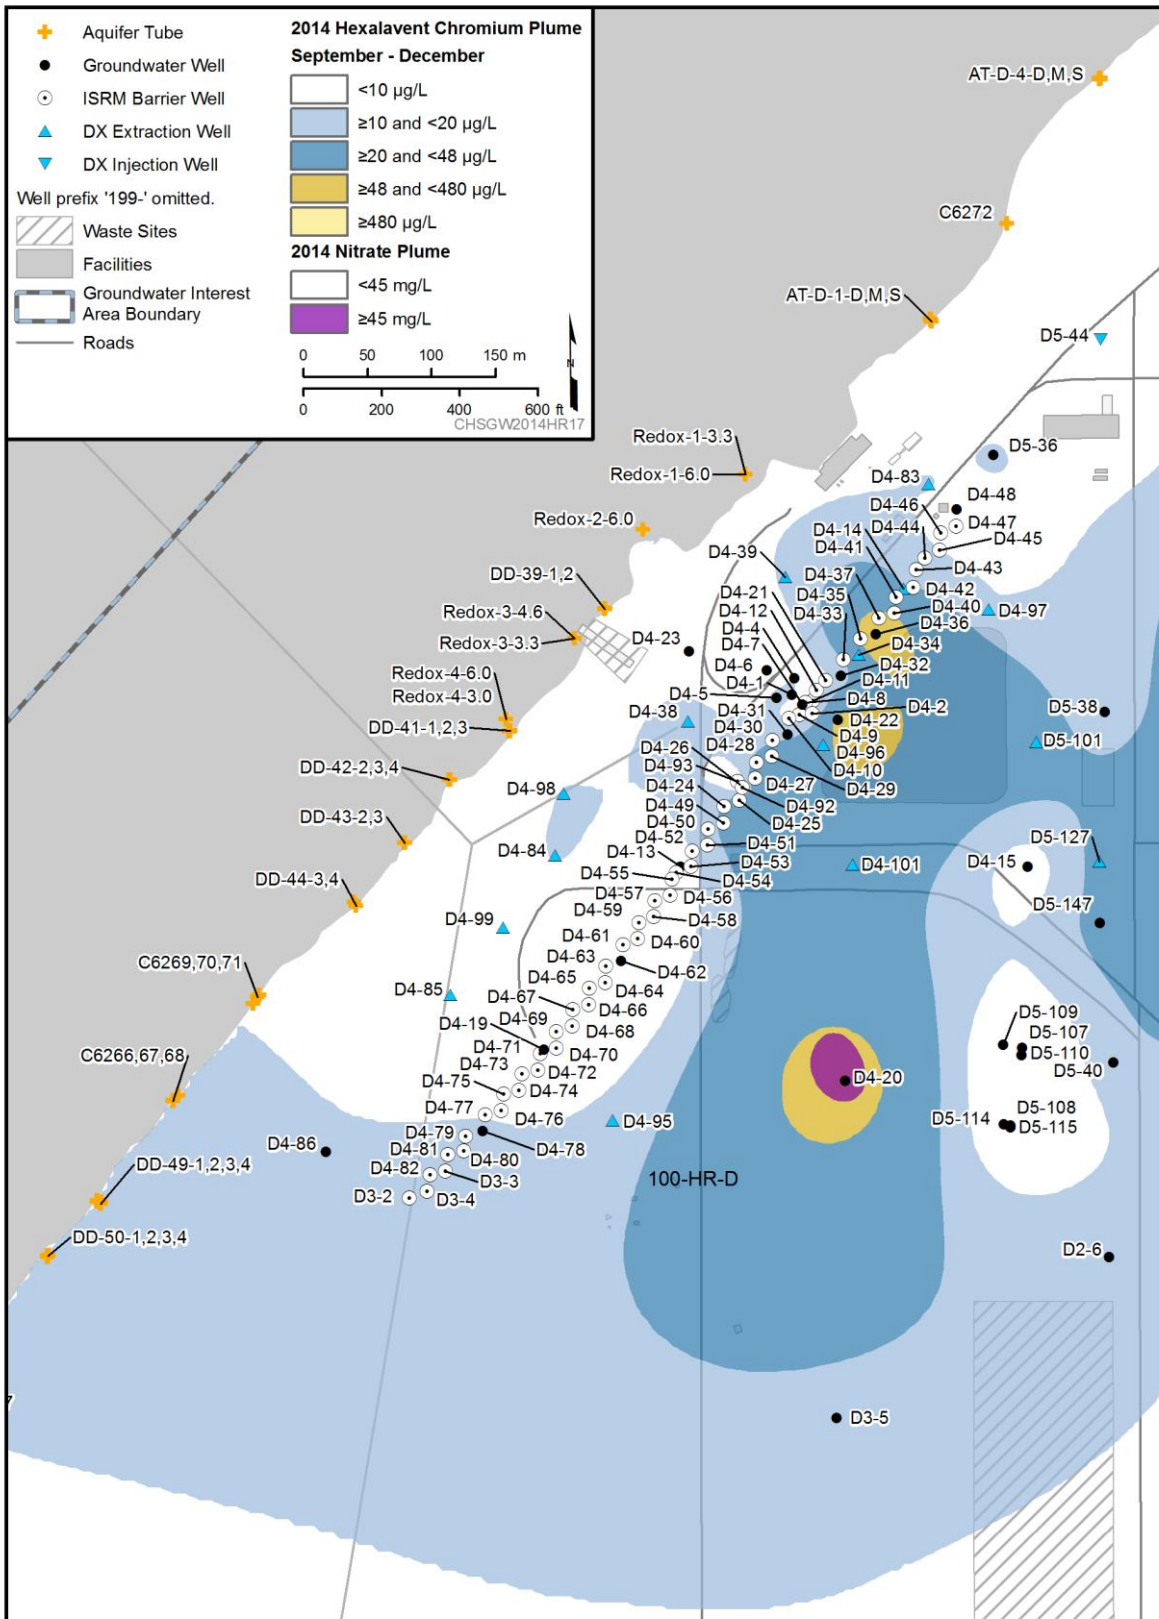 Aquifer Tube
Groundwater Well
ISRM Barrier Well
DX Extraction Well
DX Injection Well
Well prefix '199-' omitted.
Waste Sites
Facilities
Groundwater Interest
Area Boundary
Roads
2014 Hexalavent Chromium Plume
September - December
<10 µg/L
≥10 and <20 µg/L
≥20 and <48 µg/L
≥48 and <480 µg/L
≥480 µg/L
2014 Nitrate Plume
<45 mg/L
≥45 mg/L
0 50 100 150 m
0 200 400 600 ft
N
CHSGW2014HR17
AT-D-4-D,M,S
C6272
AT-D-1-D,M,S
D5-44
Redox-1-3.3
Redox-1-6.0
D5-36
D4-83
D4-48
D4-46
D4-47
Redox-2-6.0
D4-44
D4-14
D4-45
D4-41
D4-39
D4-43
DD-39-1,2
D4-37
D4-42
D4-21
D4-35
D4-40
D4-97
Redox-3-4.6
D4-12
D4-33
D4-36
D4-4
D4-34
Redox-3-3.3
D4-23
D4-7
D4-32
D4-6
D4-11
Redox-4-6.0
D4-1
D4-8
D4-2
D4-5
Redox-4-3.0
D4-31
D4-22
D5-38
D4-38
D4-30
D4-9
DD-41-1,2,3
D4-28
D4-96
D5-101
D4-26
D4-10
DD-42-2,3,4
D4-93
D4-29
D4-98
D4-27
D4-24
D4-92
DD-43-2,3
D4-49
D4-25
D4-50
D4-52
D4-51
D5-127
D4-84
D4-13
D4-53
D4-101
D4-15
D4-54
DD-44-3,4
D4-55
D4-57
D4-56
D5-147
D4-59
D4-58
D4-99
D4-61
D4-60
C6269,70,71
D4-63
D4-62
D4-65
D4-64
D4-85
D4-67
D4-66
D4-69
D4-68
D5-109
D4-19
D5-107
D4-71
D4-70
D5-110
C6266,67,68
D4-73
D4-72
D5-40
D4-75
D4-74
D4-20
D4-77
D4-76
D5-108
D4-95
D5-114
D5-115
D4-79
D4-86
D4-81
D4-80
D4-78
DD-49-1,2,3,4
D4-82
D3-3
100-HR-D
D3-2
D3-4
DD-50-1,2,3,4
D2-6
7
D3-5